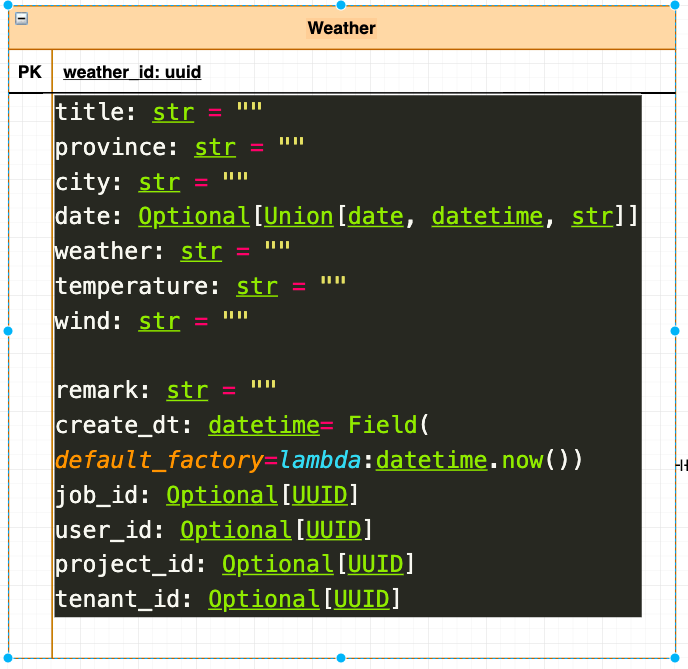 Weather
PK weather_id: uuid
title: str = ""
province: str = ""
city: str = ""
date: Optional[Union[date, datetime, str]]
weather: str = ""
temperature: str = ""
wind: str = ""
remark: str = ""
create_dt: datetime= Field(
default_factory=lambda:datetime.now())
job_id: Optional[UUID]
user_id: Optional[UUID]
project_id: Optional[UUID]
tenant_id: Optional[UUID]